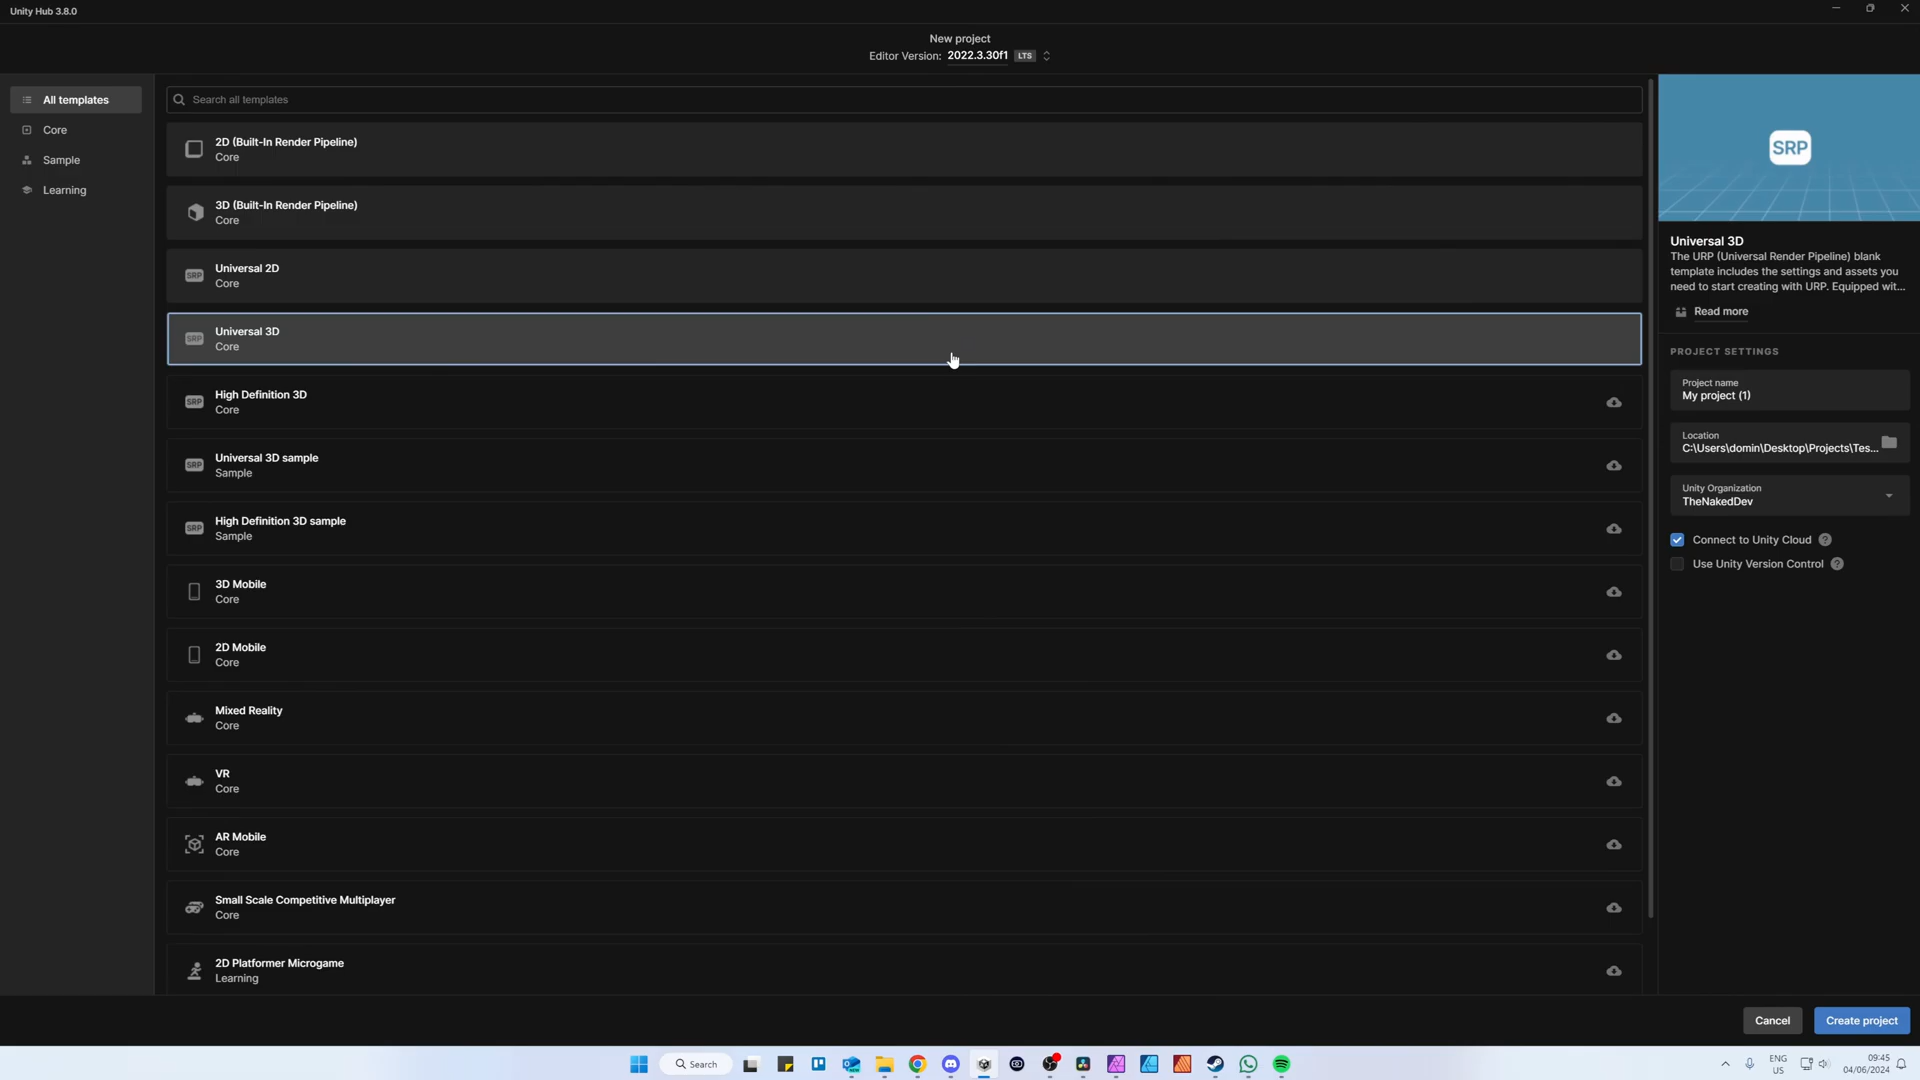 Unity Hub 3.8.0
New project
Editor Version: 2022.3.30f1 LTS
All templates
Core
Sample
Learning
Search all templates
2D (Built-In Render Pipeline)
Core
3D (Built-In Render Pipeline)
Core
SRP
Universal 2D
Core
SRP
Universal 3D
Core
SRP
High Definition 3D
Core
SRP
Universal 3D sample
Sample
SRP
High Definition 3D sample
Sample
3D Mobile
Core
2D Mobile
Core
Mixed Reality
Core
VR
Core
AR Mobile
Core
Small Scale Competitive Multiplayer
Core
2D Platformer Microgame
Learning
SRP
Universal 3D
The URP (Universal Render Pipeline) blank
template includes the settings and assets you
need to start creating with URP. Equipped wit...
Read more
PROJECT SETTINGS
Project name
My project (1)
Location
C:\Users\domin\Desktop\Projects\Tes...
Unity Organization
TheNakedDev
Connect to Unity Cloud ?
Use Unity Version Control ?
Cancel
Create project
Search
ENG
US
09:45
04/06/2024